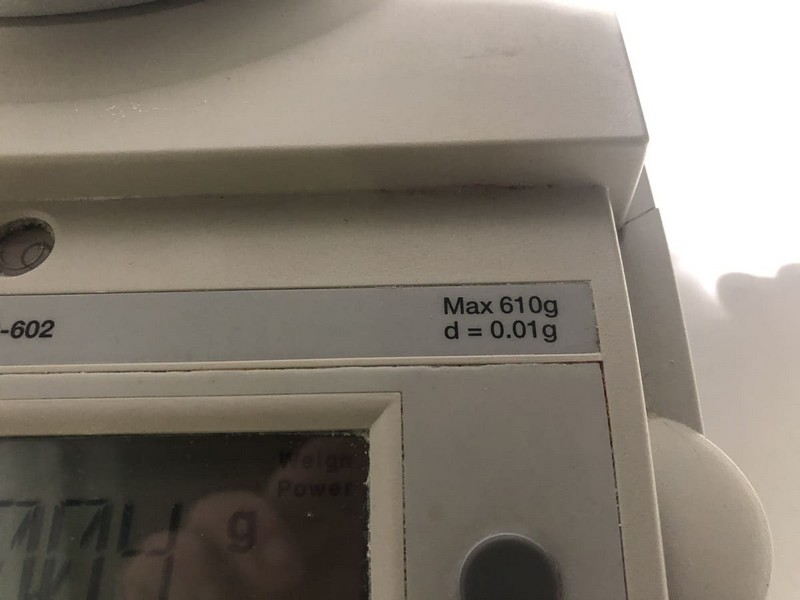 -602
Max 610g
d = 0.01g
Weigh
Power
g